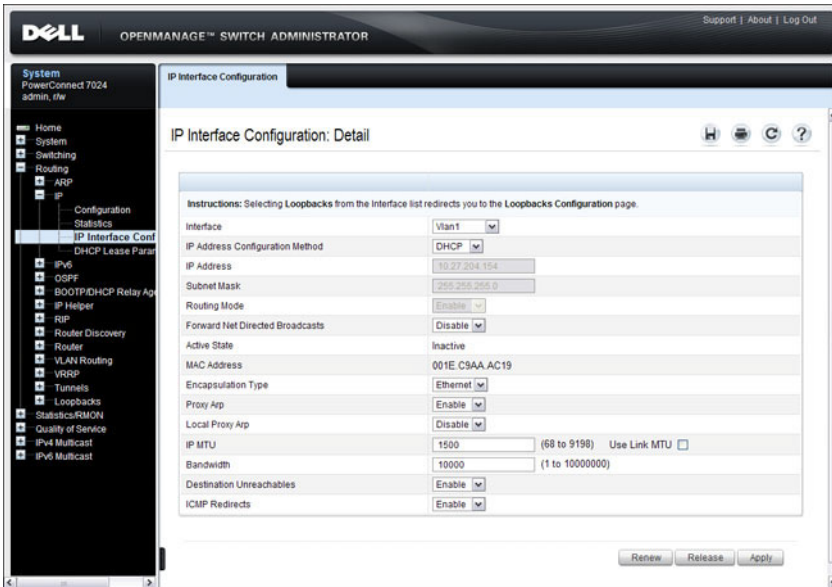 Support | About | Log Out
DELL OPENMANAGE™ SWITCH ADMINISTRATOR
System
PowerConnect 7024
admin, r/w
Home
System
Switching
Routing
ARP
IP
Configuration
Statistics
IP Interface Conf
DHCP Lease Parar
IPv6
OSPF
BOOTP/DHCP Relay Age
IP Helper
RIP
Router Discovery
Router
VLAN Routing
VRRP
Tunnels
Loopbacks
Statistics/RMON
Quality of Service
IPv4 Multicast
IPv6 Multicast
IP Interface Configuration
IP Interface Configuration: Detail
Instructions: Selecting Loopbacks from the Interface list redirects you to the Loopbacks Configuration page.
Interface Vlan1
IP Address Configuration Method DHCP
IP Address 10.27.204.154
Subnet Mask 255.255.255.0
Routing Mode Enable
Forward Net Directed Broadcasts Disable
Active State Inactive
MAC Address 001E.C9AA.AC19
Encapsulation Type Ethernet
Proxy Arp Enable
Local Proxy Arp Disable
IP MTU 1500 (68 to 9198) Use Link MTU
Bandwidth 10000 (1 to 10000000)
Destination Unreachables Enable
ICMP Redirects Enable
Renew Release Apply